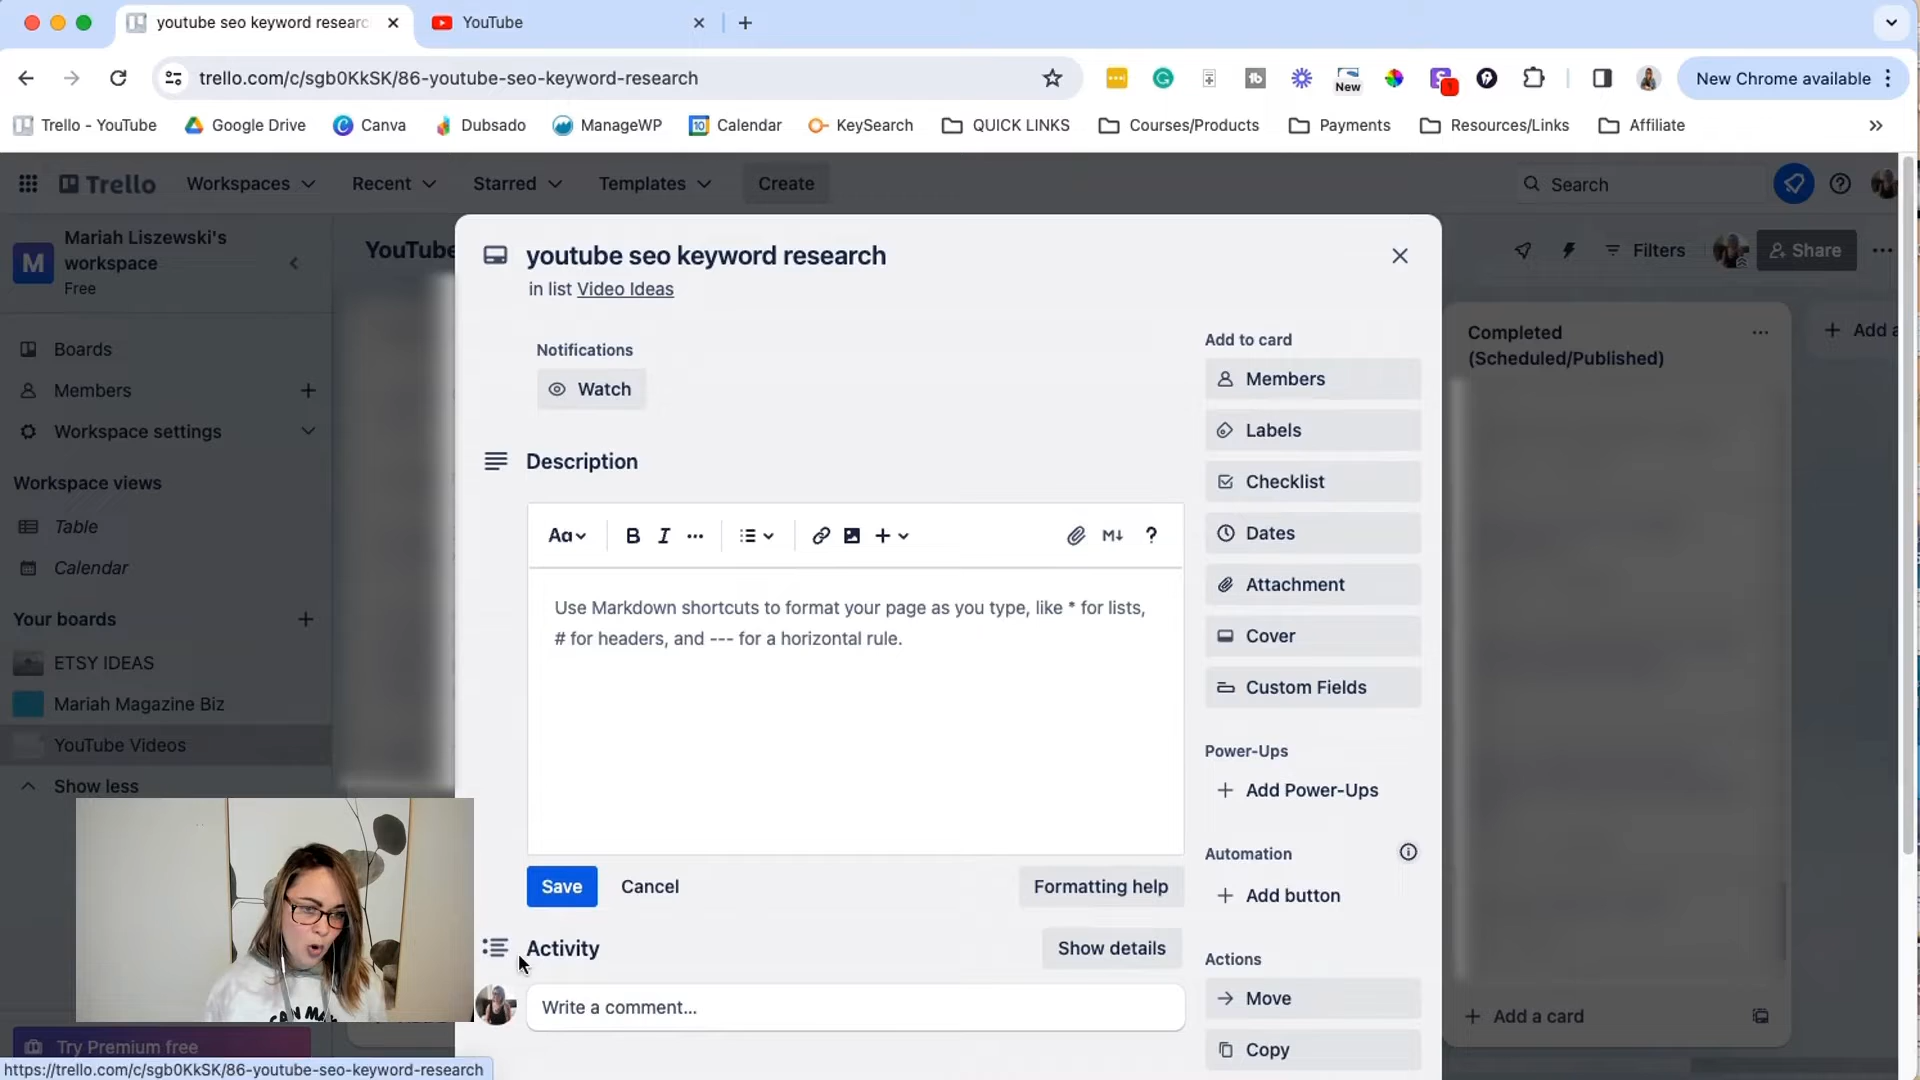 youtube seo keyword researc
YouTube
trello.com/c/sgb0KkSK/86-youtube-seo-keyword-research
New
1
New Chrome available
Trello - YouTube
Google Drive
Canva
Dubsado
10
ManageWP
Calendar
KeySearch
QUICK LINKS
Courses/Products
Payments
Resources/Links
Affiliate
Trello
Workspaces
Recent
Starred
Templates
Create
Search
M
Mariah Liszewski's
workspace
Free
YouTube
Filters
Share
Boards
Members
Workspace settings
Workspace views
Table
Calendar
Your boards
ETSY IDEAS
Mariah Magazine Biz
YouTube Videos
Show less
Try Premium free
youtube seo keyword research
in list Video Ideas
Notifications
Watch
Description
Aa
B I
M↓ ?
Use Markdown shortcuts to format your page as you type, like * for lists,
# for headers, and --- for a horizontal rule.
Save
Cancel
Formatting help
Activity
Show details
Write a comment…
Add to card
Members
Labels
Checklist
Dates
Attachment
Cover
Custom Fields
Power-Ups
Add Power-Ups
Automation
Add button
Actions
Move
Copy
Completed
(Scheduled/Published)
Add a
Add a card
https://trello.com/c/sgb0KkSK/86-youtube-seo-keyword-research